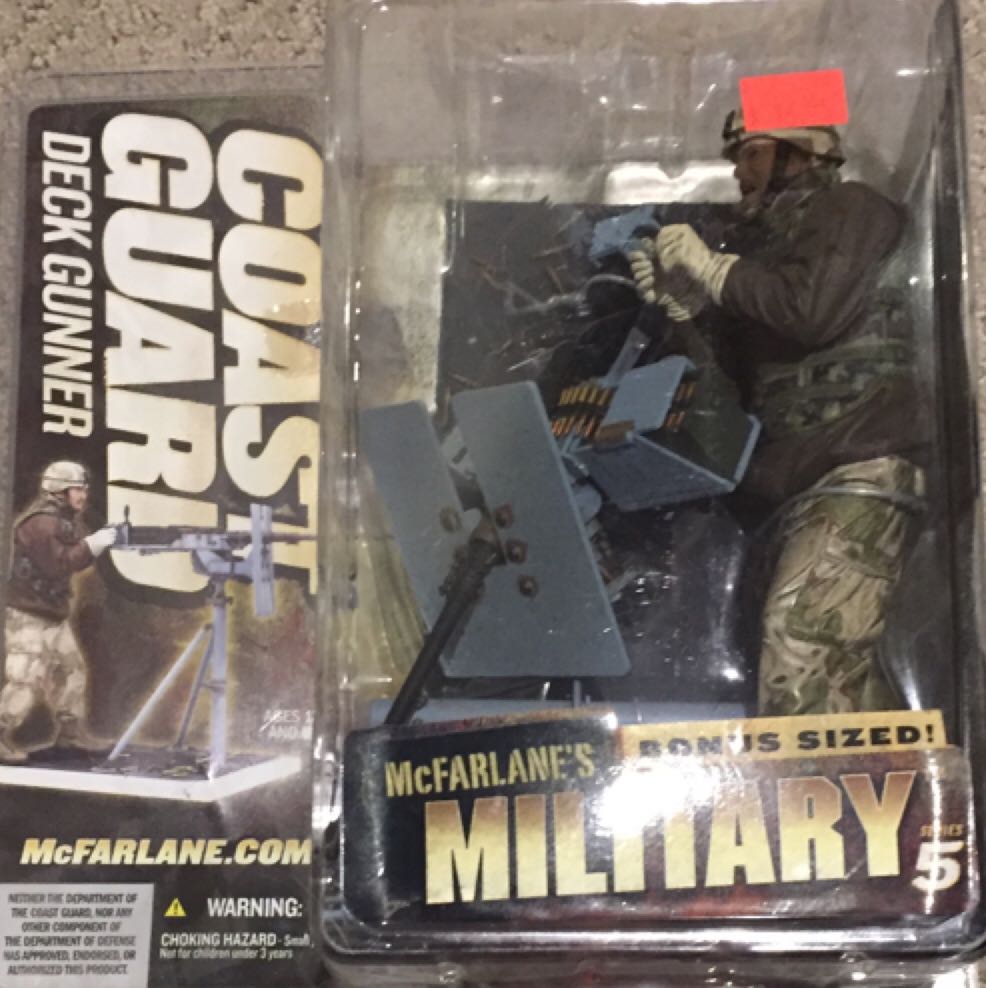 COAST
GUARD
DECK GUNNER
AGES
AND
McFARLANE.COM
NEITHER THE DEPARTMENT OF
THE COAST GUARD, NOR ANY
OTHER COMPONENT OF
THE DEPARTMENT OF DEFENSE
HAS APPROVED, ENDORSED, OR
AUTHORIZED THIS PRODUCT.
WARNING:
CHOKING HAZARD - Small
Not for children under 3 years
McFARLANE'S
BONUS SIZED!
MILITARY
SERIES
5